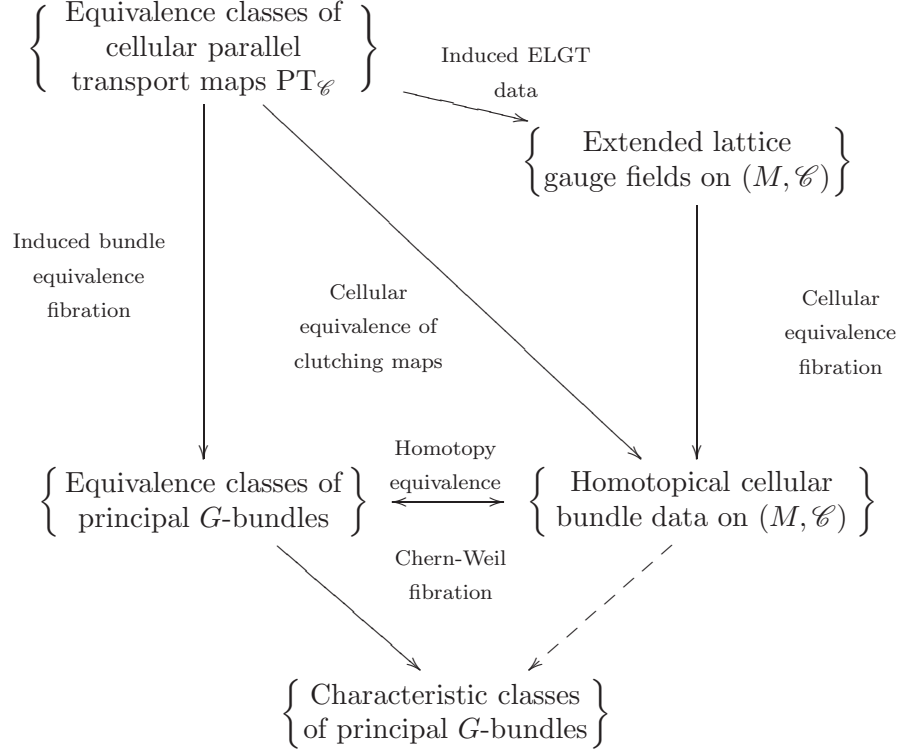 Equivalence classes of
cellular parallel
transport maps PT𝒞
Induced ELGT
data
Extended lattice
gauge fields on (M, 𝒞)
Induced bundle
equivalence
fibration
Cellular
equivalence of
clutching maps
Cellular
equivalence
fibration
Equivalence classes of
principal G-bundles
Homotopy
equivalence
Homotopical cellular
bundle data on (M, 𝒞)
Chern-Weil
fibration
Characteristic classes
of principal G-bundles